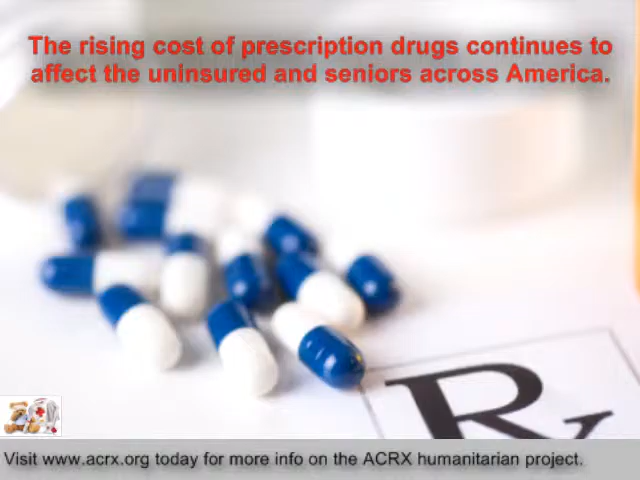 The rising cost of prescription drugs continues to
affect the uninsured and seniors across America.
R
Visit www.acrx.org today for more info on the ACRX humanitarian project.